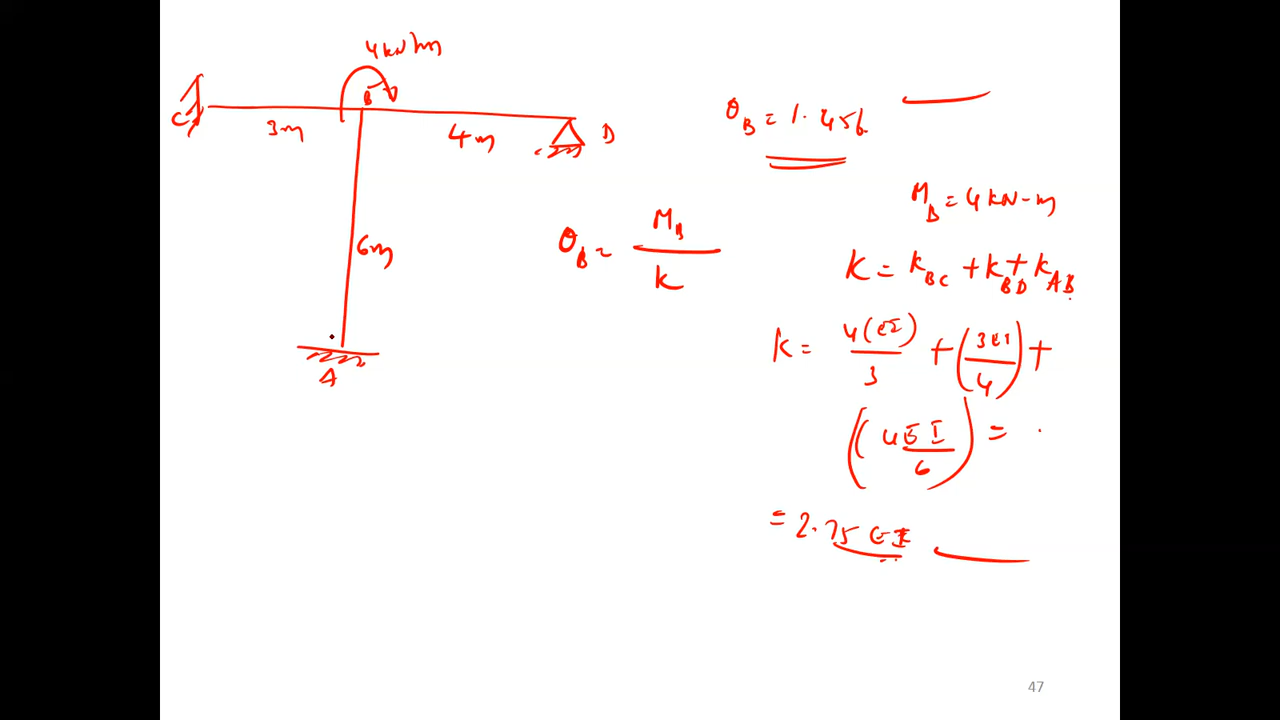 4kN/m
B
C
3m
4m
D
6m
A
θB = 1.456
MB = 4kN-m
θB = MB / K
K = KBC + KBD + KAB
K = 4(EI)/3 + (3EI/4) +
((4EI/6) =
= 2.75 EI
47